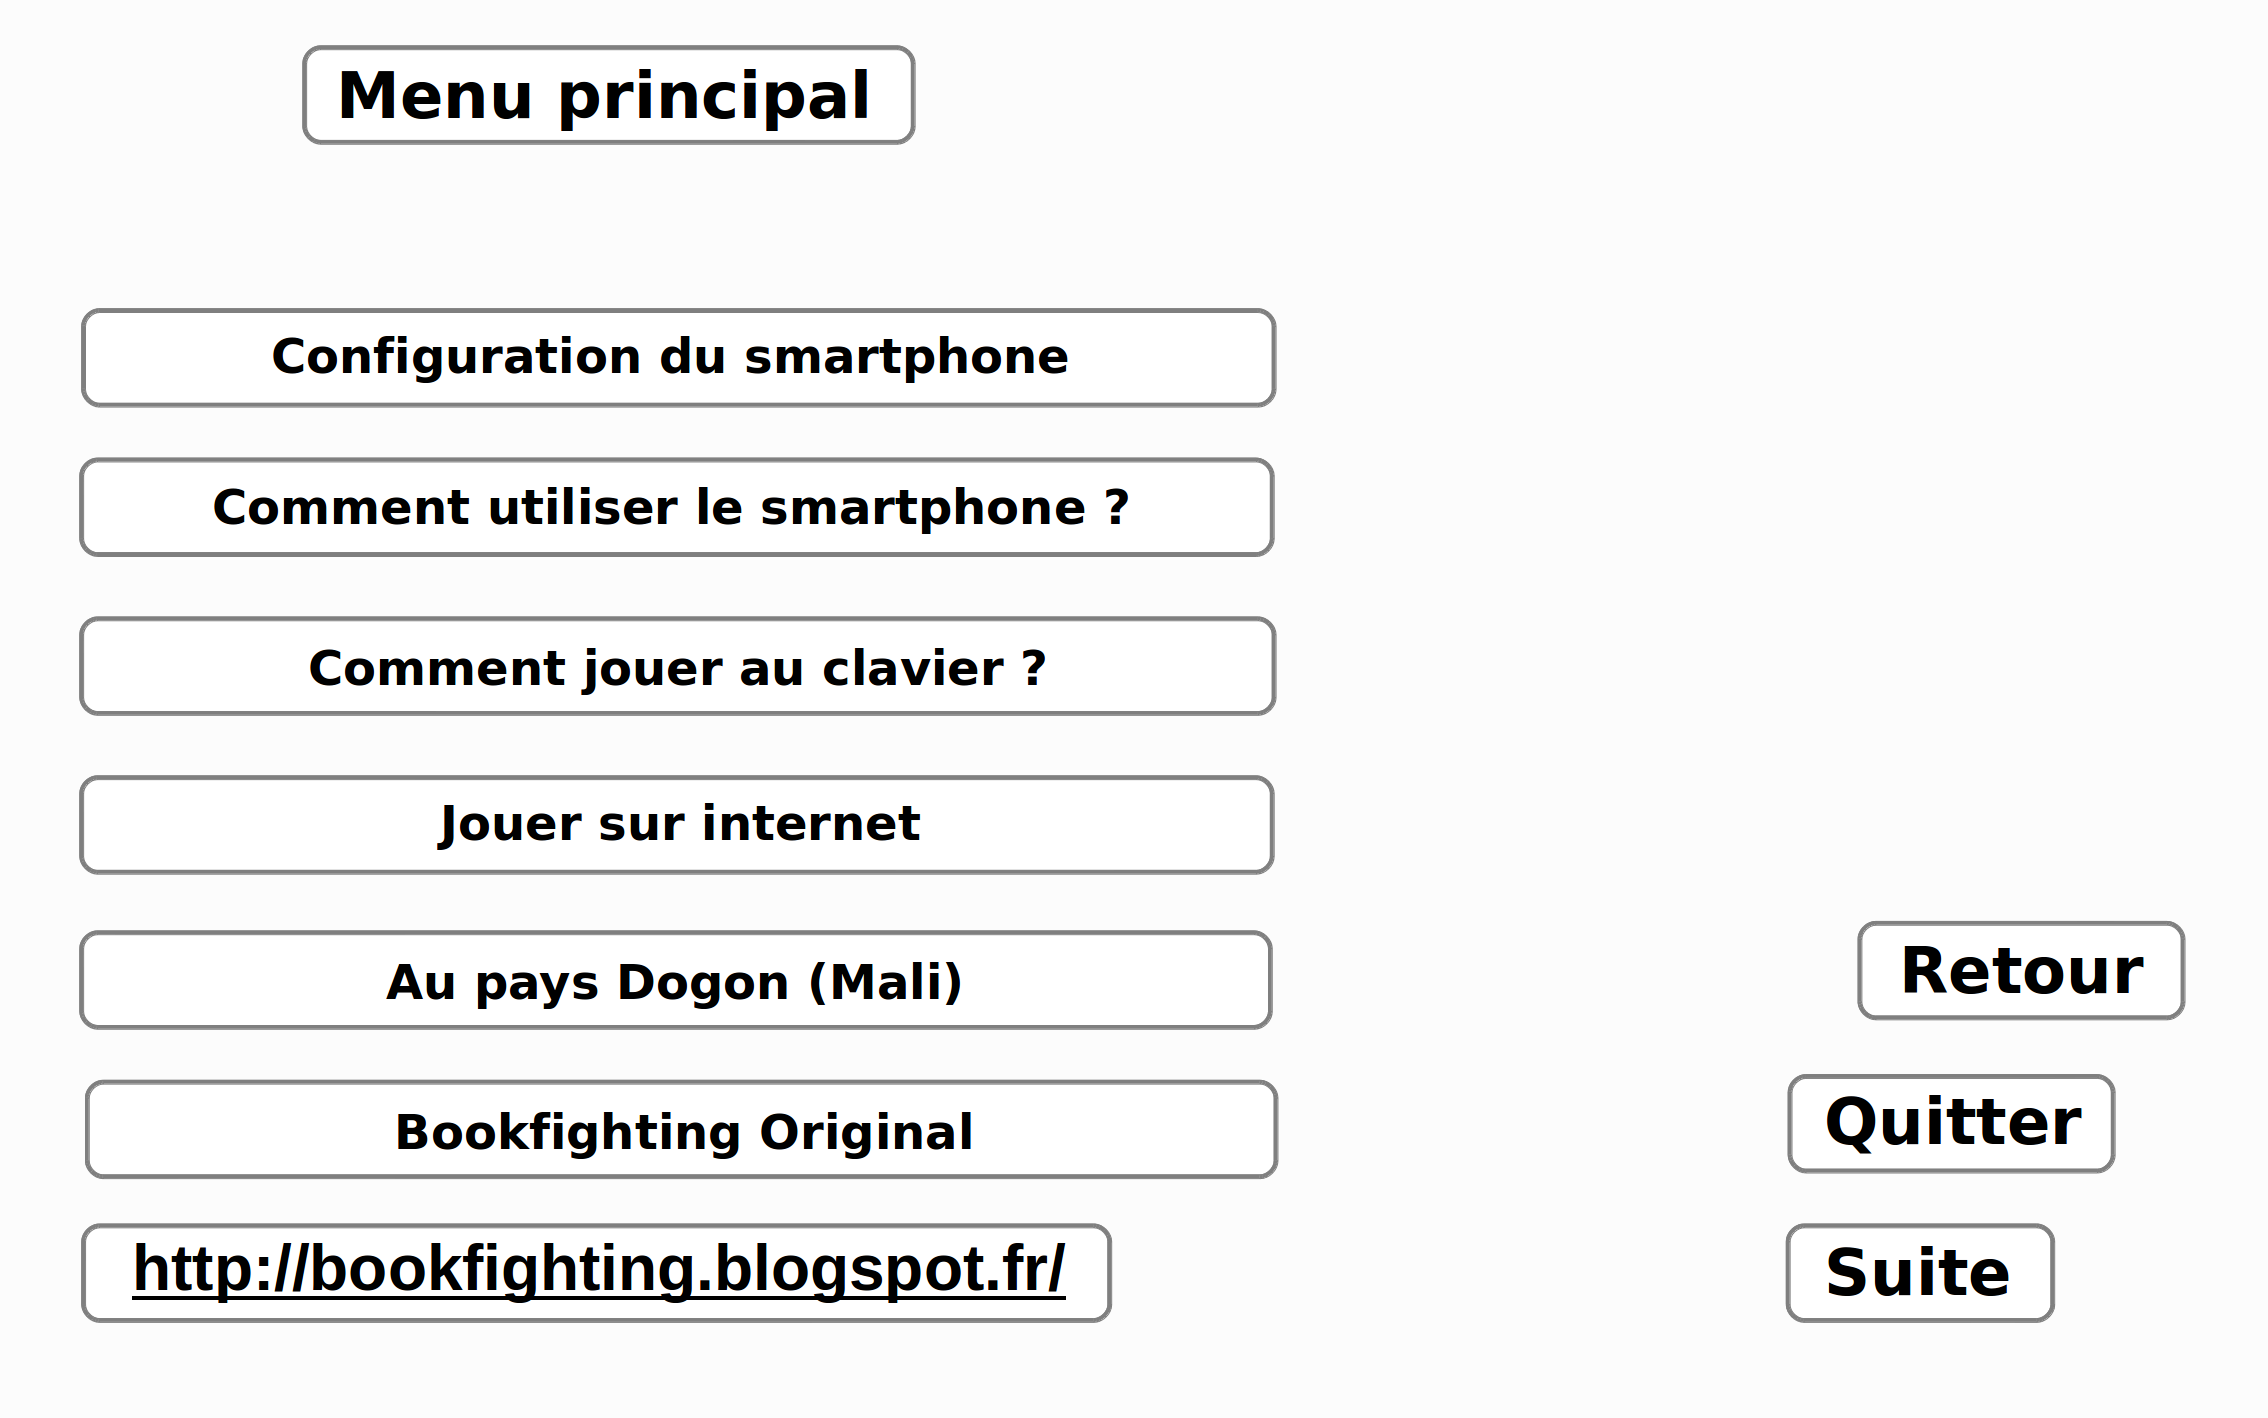 Menu principal
Configuration du smartphone
Comment utiliser le smartphone ?
Comment jouer au clavier ?
Jouer sur internet
Au pays Dogon (Mali)
Bookfighting Original
http://bookfighting.blogspot.fr/
Retour
Quitter
Suite